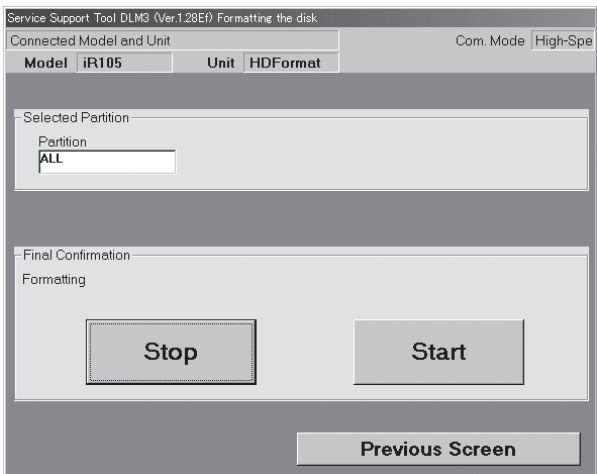 Service Support Tool DLM3 (Ver.1.28Ef) Formatting the disk
Connected Model and Unit Com. Mode High-Spe
Model iR105 Unit HDFormat
Selected Partition
Partition
ALL
Final Confirmation
Formatting
Stop Start
Previous Screen